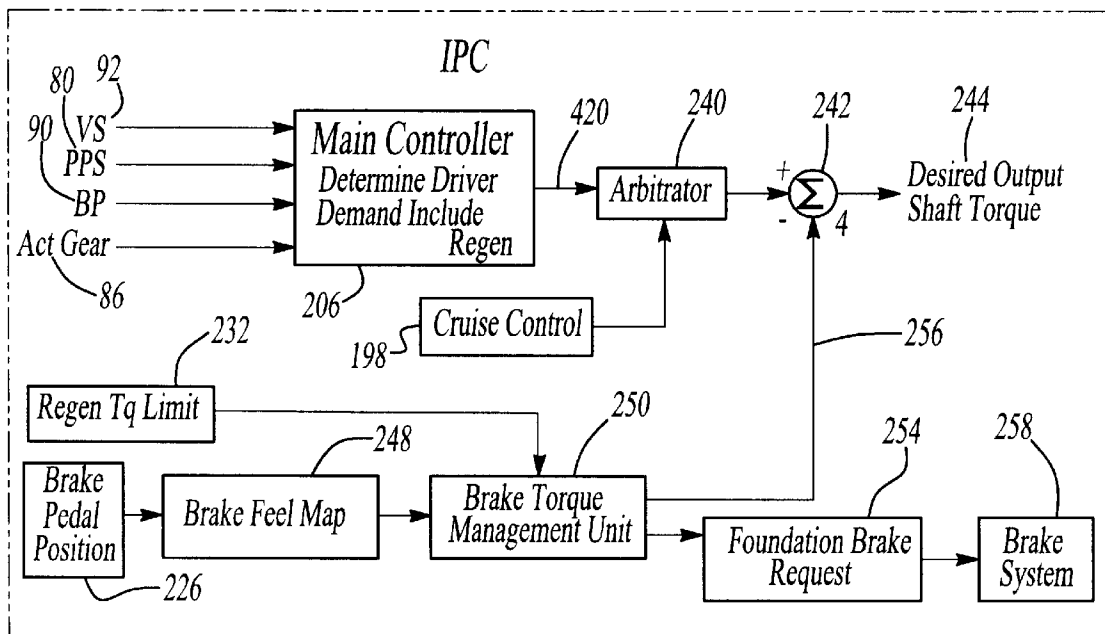 IPC
92
80
90
VS
PPS
BP
Act Gear
86
Main Controller
Determine Driver
Demand Include
Regen
206
420
240
Arbitrator
242
+
-
Σ
4
244
Desired Output
Shaft Torque
Cruise Control
198
256
232
Regen Tq Limit
Brake
Pedal
Position
226
248
Brake Feel Map
250
Brake Torque
Management Unit
254
Foundation Brake
Request
258
Brake
System